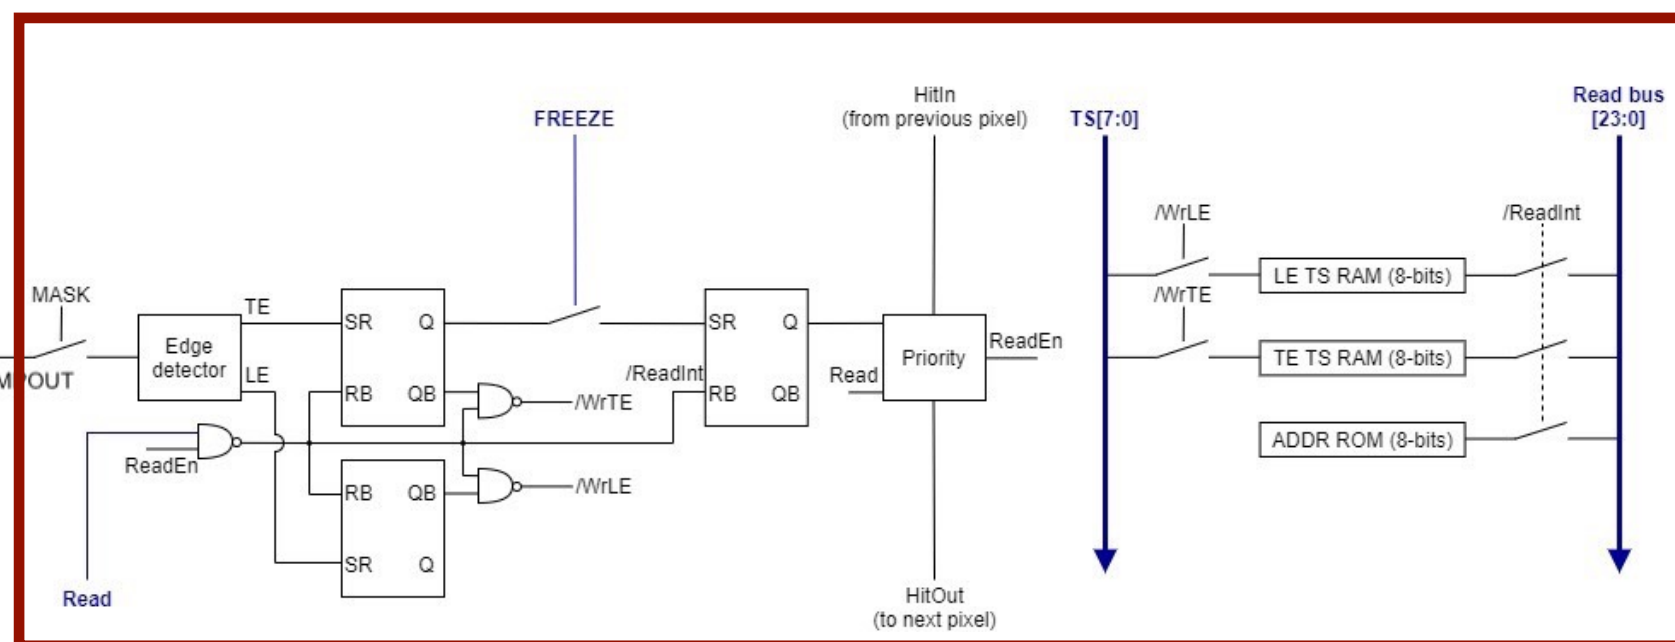 HitIn
(from previous pixel)
FREEZE
TS[7:0]
Read bus
[23:0]
/WrLE
/ReadInt
LE TS RAM (8-bits)
/WrTE
TE TS RAM (8-bits)
ADDR ROM (8-bits)
MASK
MPOUT
Edge
detector
TE
LE
SR
Q
RB
QB
/WrTE
ReadEn
RB
QB
/WrLE
SR
Q
/ReadInt
SR
Q
RB
QB
Read
Priority
ReadEn
Read
HitOut
(to next pixel)